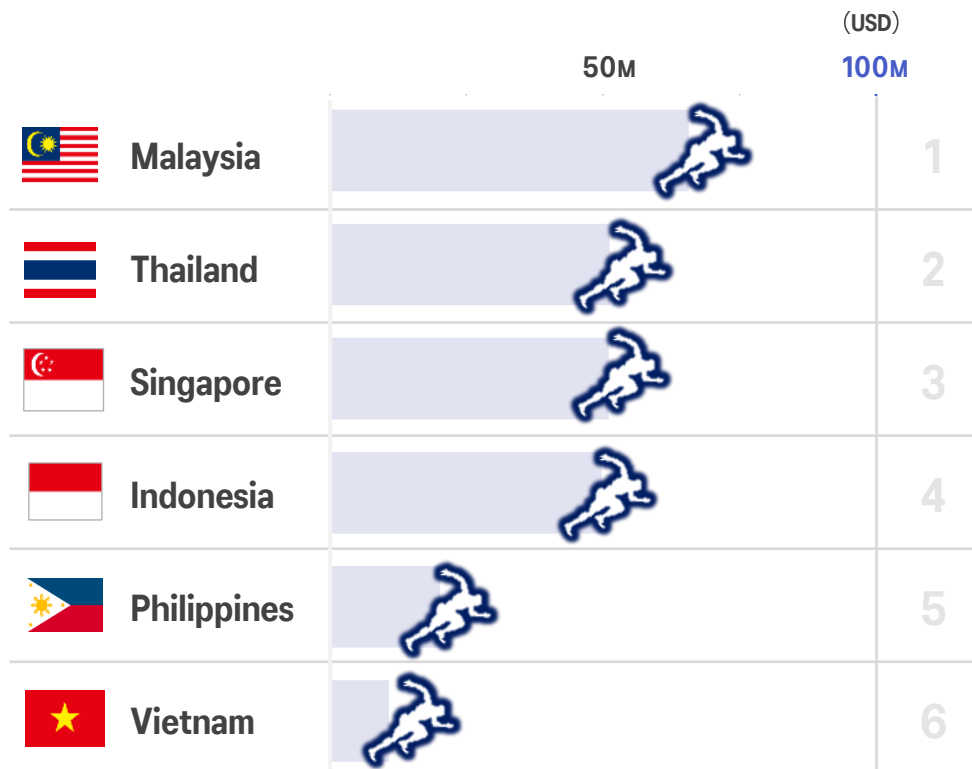 （USD）
50M 100M
Malaysia 1
Thailand 2
Singapore 3
Indonesia 4
Philippines 5
Vietnam 6